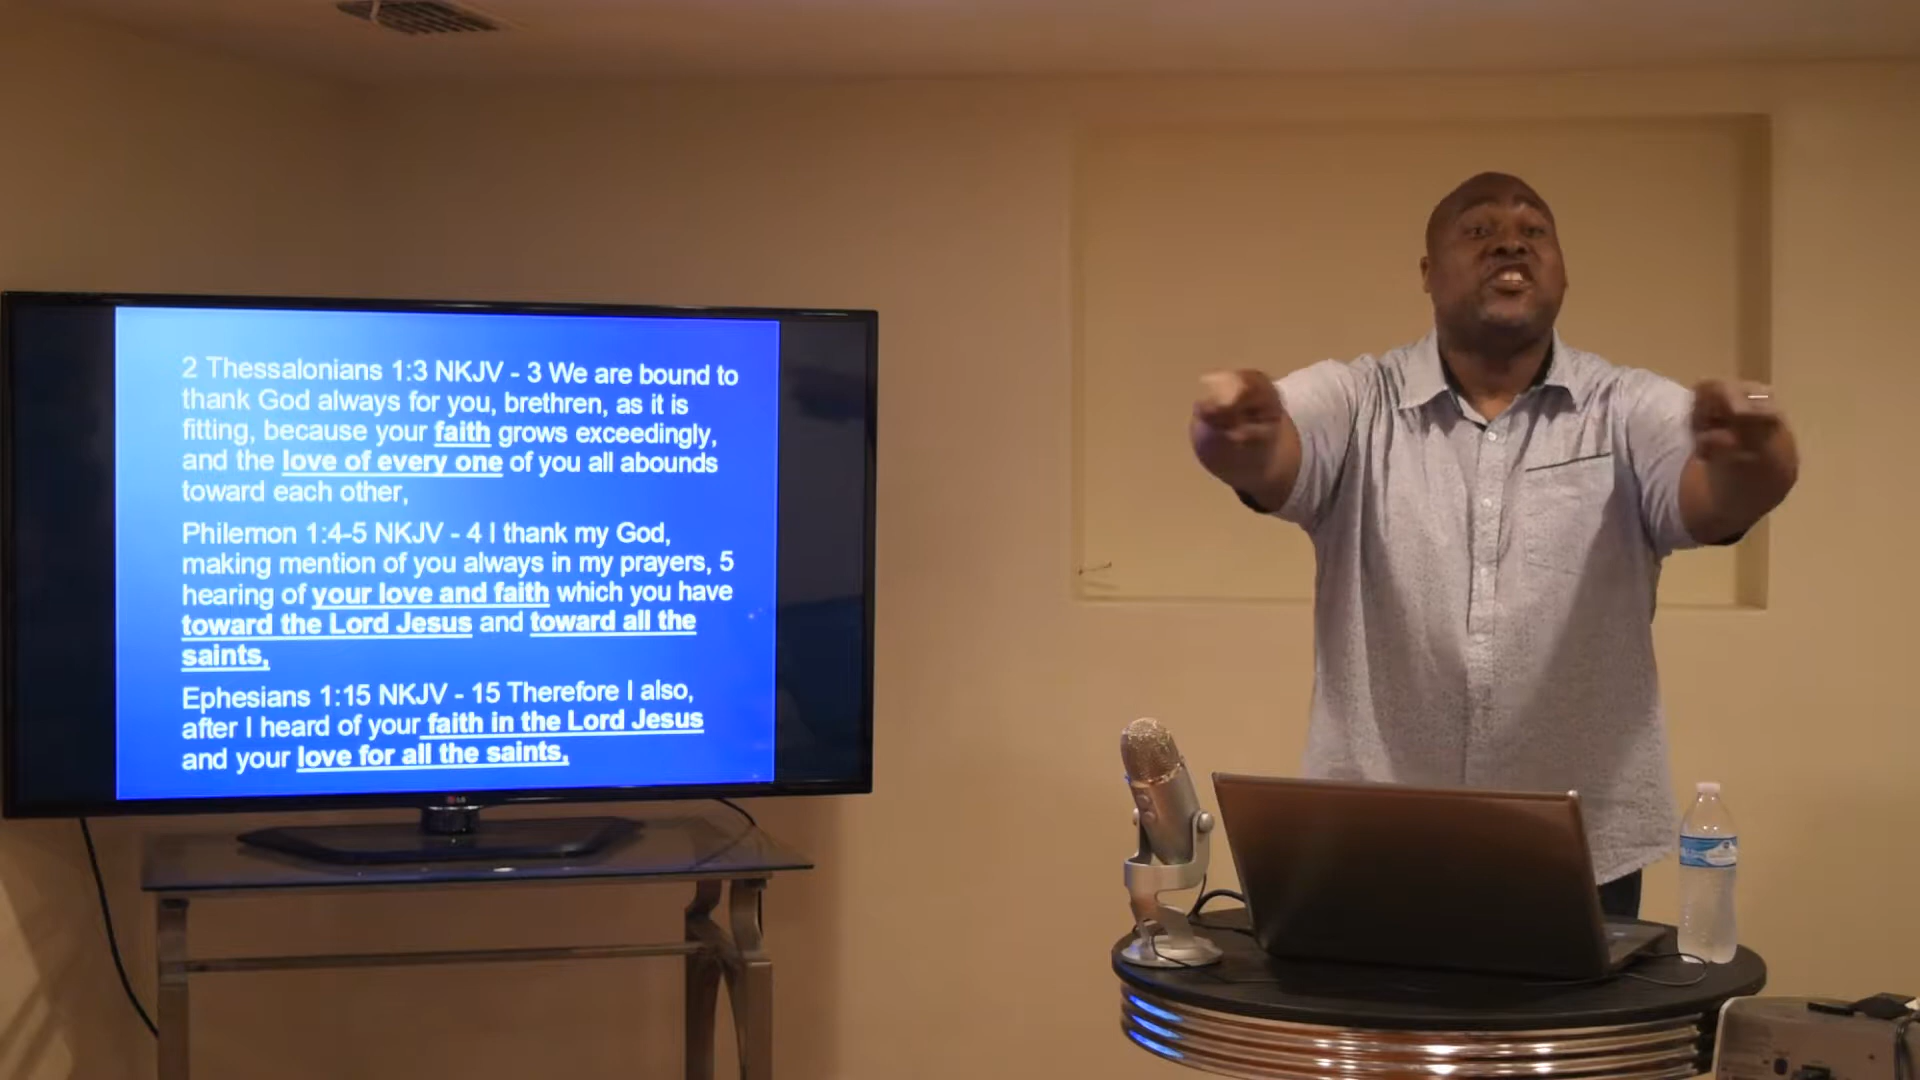 2 Thessalonians 1:3 NKJV - 3 We are bound to
thank God always for you, brethren, as it is
fitting, because your faith grows exceedingly,
and the love of every one of you all abounds
toward each other,
Philemon 1:4-5 NKJV - 4 I thank my God,
making mention of you always in my prayers, 5
hearing of your love and faith which you have
toward the Lord Jesus and toward all the
saints,
Ephesians 1:15 NKJV - 15 Therefore I also,
after I heard of your faith in the Lord Jesus
and your love for all the saints,
LG